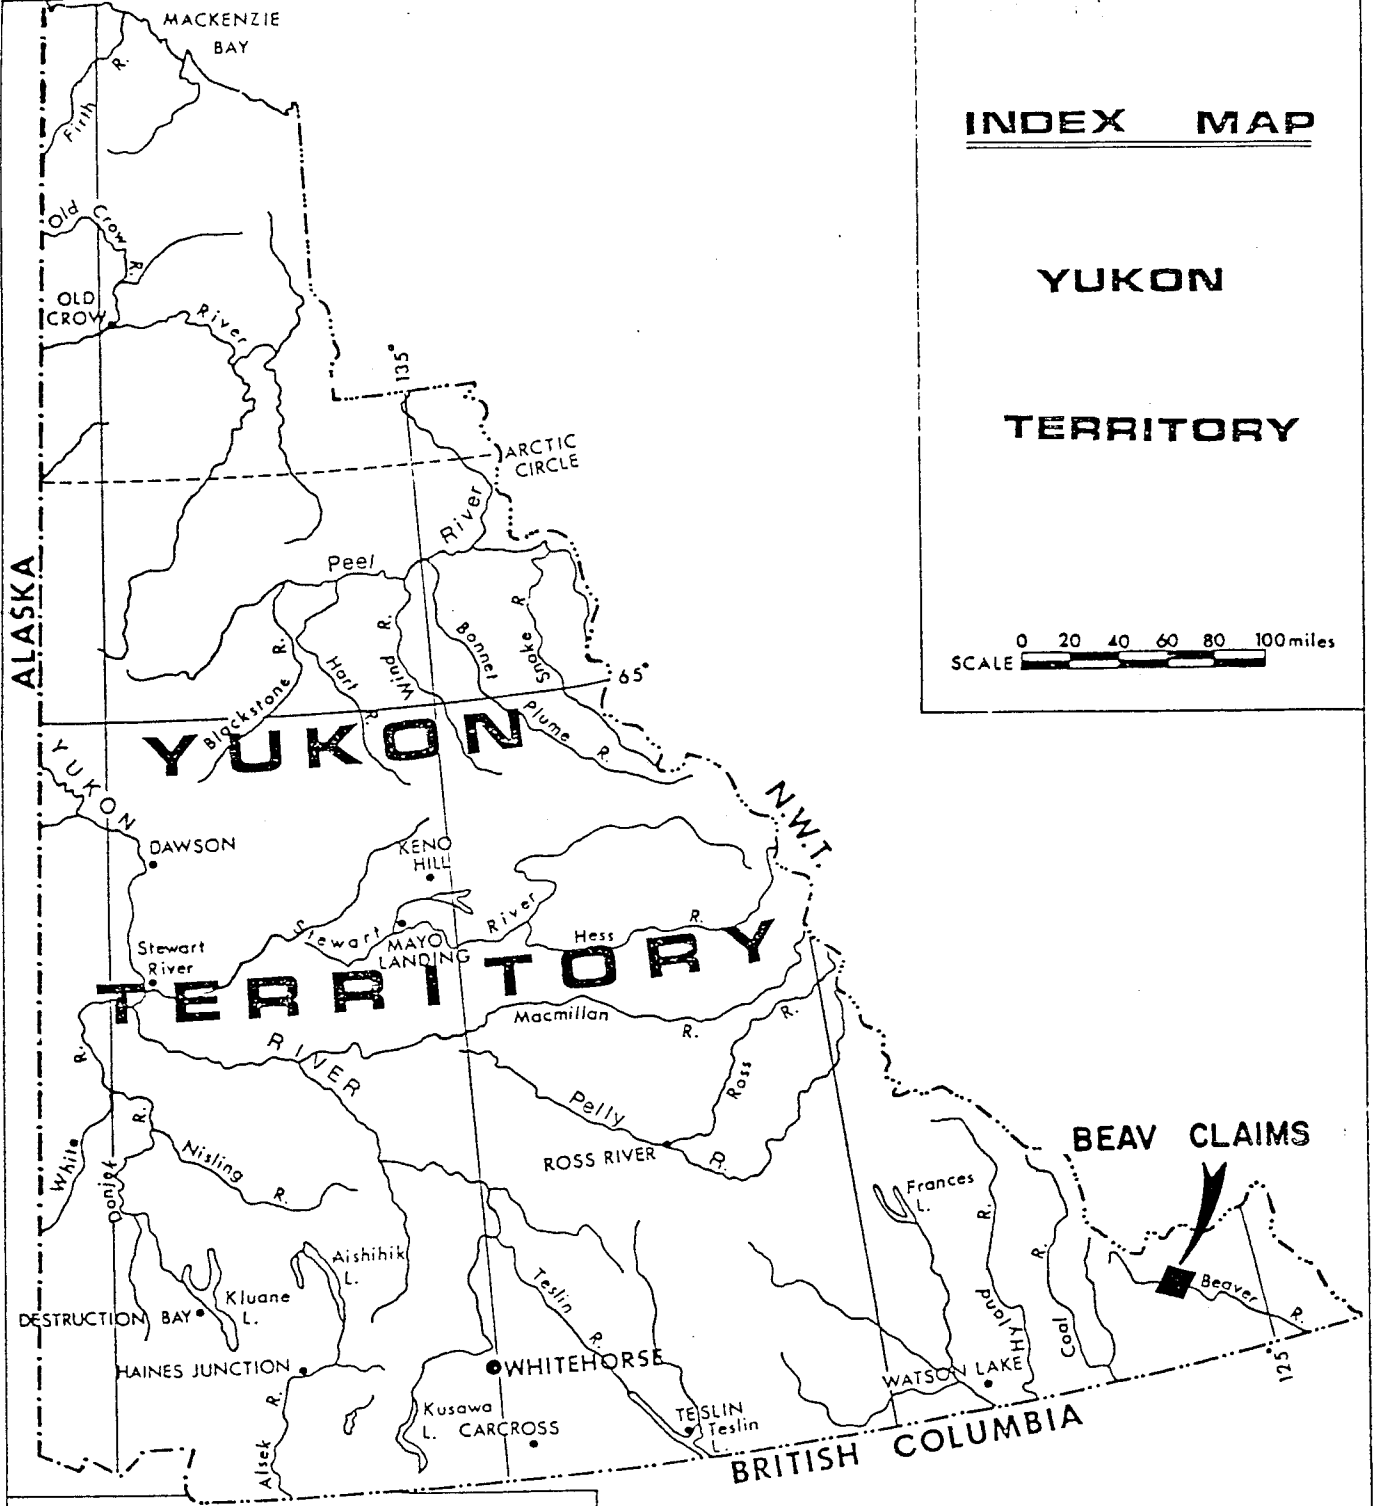 MACKENZIE
BAY
Firth R.
INDEX MAP
YUKON
TERRITORY
0 20 40 60 80 100 miles
SCALE
Old Crow R.
OLD
CROW
River
135°
ARCTIC
CIRCLE
River
Peel
ALASKA
Blackstone R.
Hart R.
Wind R.
Bonnet Plume R.
Snake R.
65°
YUKON
YUKON
N.W.T.
DAWSON
KENO
HILL
Stewart River
MAYO
LANDING
Hess R.
Stewart
River
TERRITORY
Macmillan R.
RIVER
Ross R.
Pelly R.
ROSS RIVER
R.
White
R.
Donjek
Nisling R.
BEAV CLAIMS
Frances
L.
Aishihik
L.
Kluane
L.
DESTRUCTION BAY
Teslin R.
Hyland R.
Coal R.
Beaver R.
125°
HAINES JUNCTION
WHITEHORSE
WATSON LAKE
Kusawa
L.
CARCROSS
TESLIN
Teslin
L.
Alsek R.
BRITISH COLUMBIA